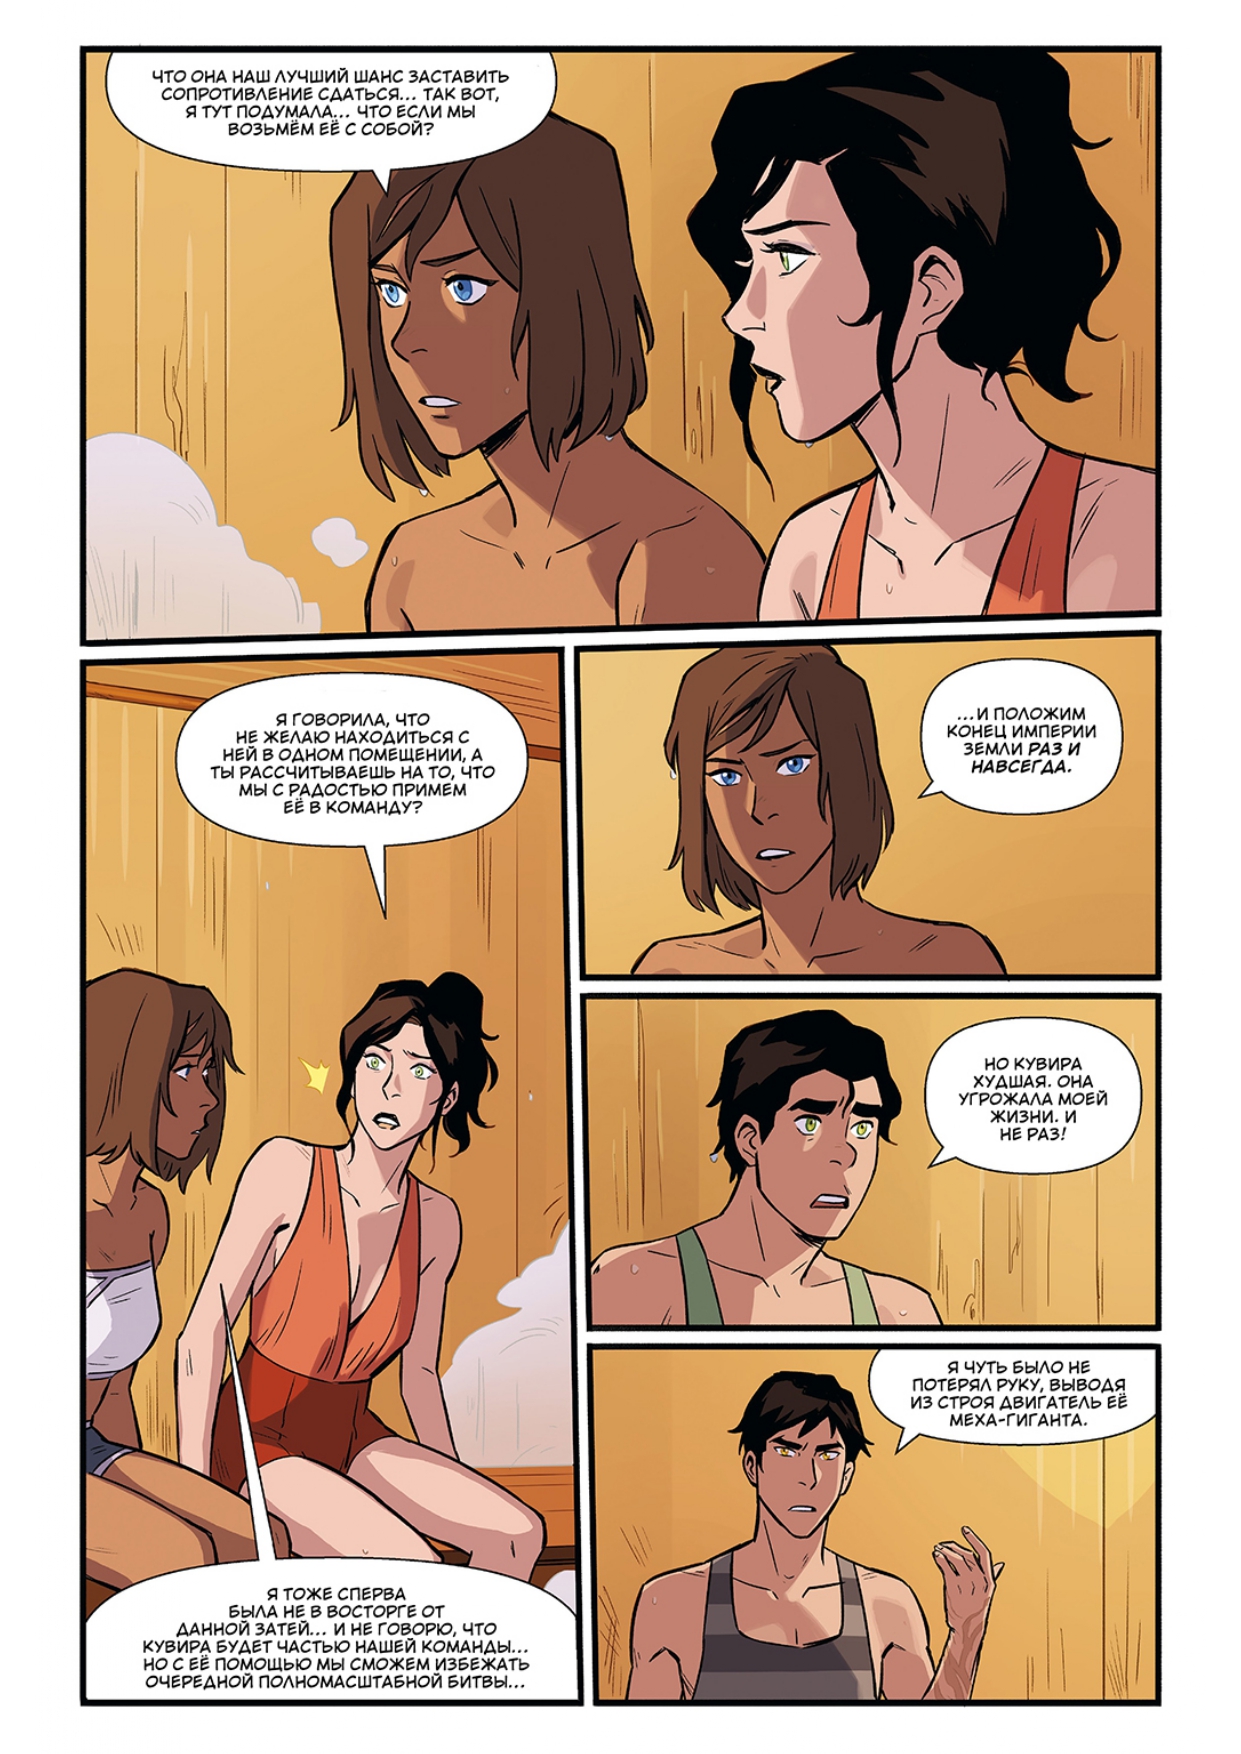 ЧТО ОНА НАШ ЛУЧШИЙ ШАНС ЗАСТАВИТЬ
СОПРОТИВЛЕНИЕ СДАТЬСЯ... ТАК ВОТ,
Я ТУТ ПОДУМАЛА... ЧТО ЕСЛИ МЫ
ВОЗЬМЁМ ЕЁ С СОБОЙ?
Я ГОВОРИЛА, ЧТО
НЕ ЖЕЛАЮ НАХОДИТЬСЯ С
НЕЙ В ОДНОМ ПОМЕЩЕНИИ, А
ТЫ РАССЧИТЫВАЕШЬ НА ТО, ЧТО
МЫ С РАДОСТЬЮ ПРИМЕМ
ЕЁ В КОМАНДУ?
Я ТОЖЕ СПЕРВА
БЫЛА НЕ В ВОСТОРГЕ ОТ
ДАННОЙ ЗАТЕИ... И НЕ ГОВОРЮ, ЧТО
КУВИРА БУДЕТ ЧАСТЬЮ НАШЕЙ КОМАНДЫ...
НО С ЕЁ ПОМОЩЬЮ МЫ СМОЖЕМ ИЗБЕЖАТЬ
ОЧЕРЕДНОЙ ПОЛНОМАСШТАБНОЙ БИТВЫ...
...И ПОЛОЖИМ
КОНЕЦ ИМПЕРИИ
ЗЕМЛИ РАЗ И
НАВСЕГДА.
НО КУВИРА
ХУДШАЯ. ОНА
УГРОЖАЛА МОЕЙ
ЖИЗНИ. И
НЕ РАЗ!
Я ЧУТЬ БЫЛО НЕ
ПОТЕРЯЛ РУКУ, ВЫВОДЯ
ИЗ СТРОЯ ДВИГАТЕЛЬ ЕЁ
МЕХА-ГИГАНТА.